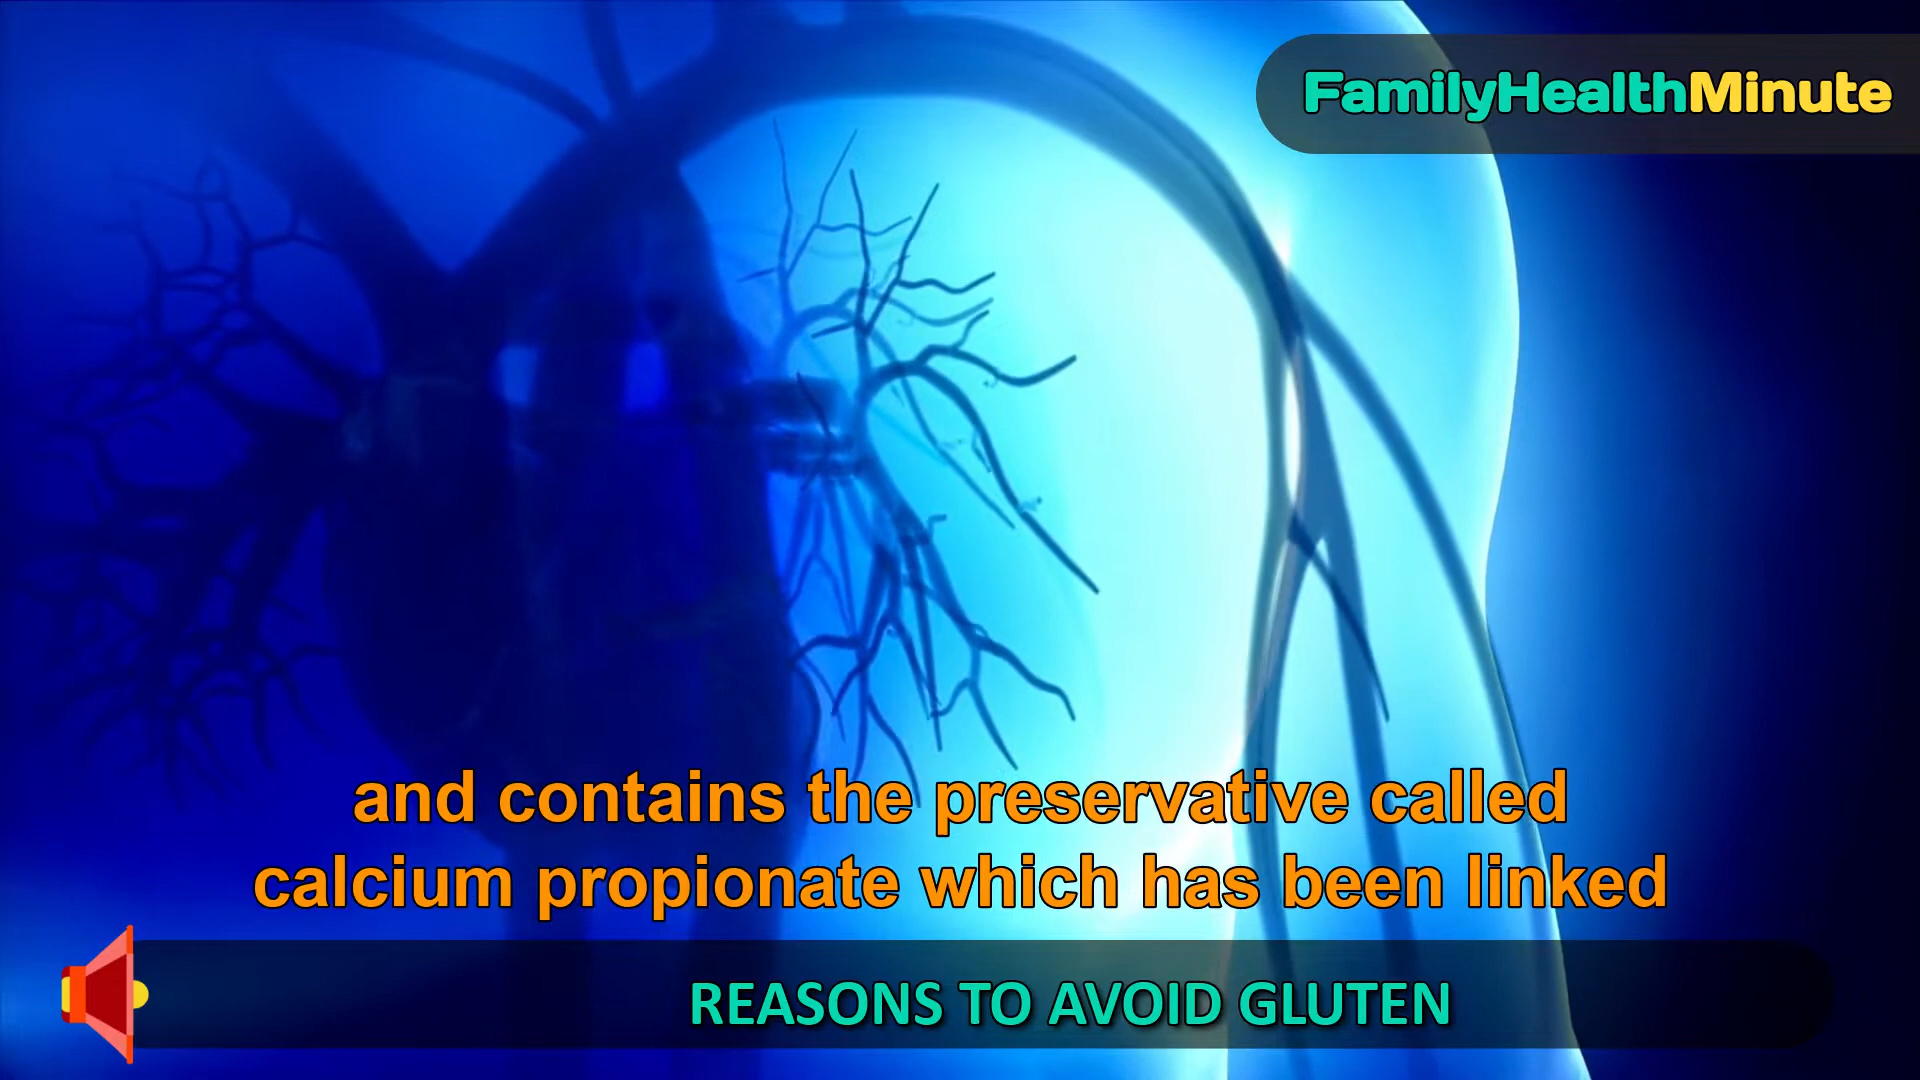 FamilyHealthMinute
and contains the preservative called
calcium propionate which has been linked
REASONS TO AVOID GLUTEN